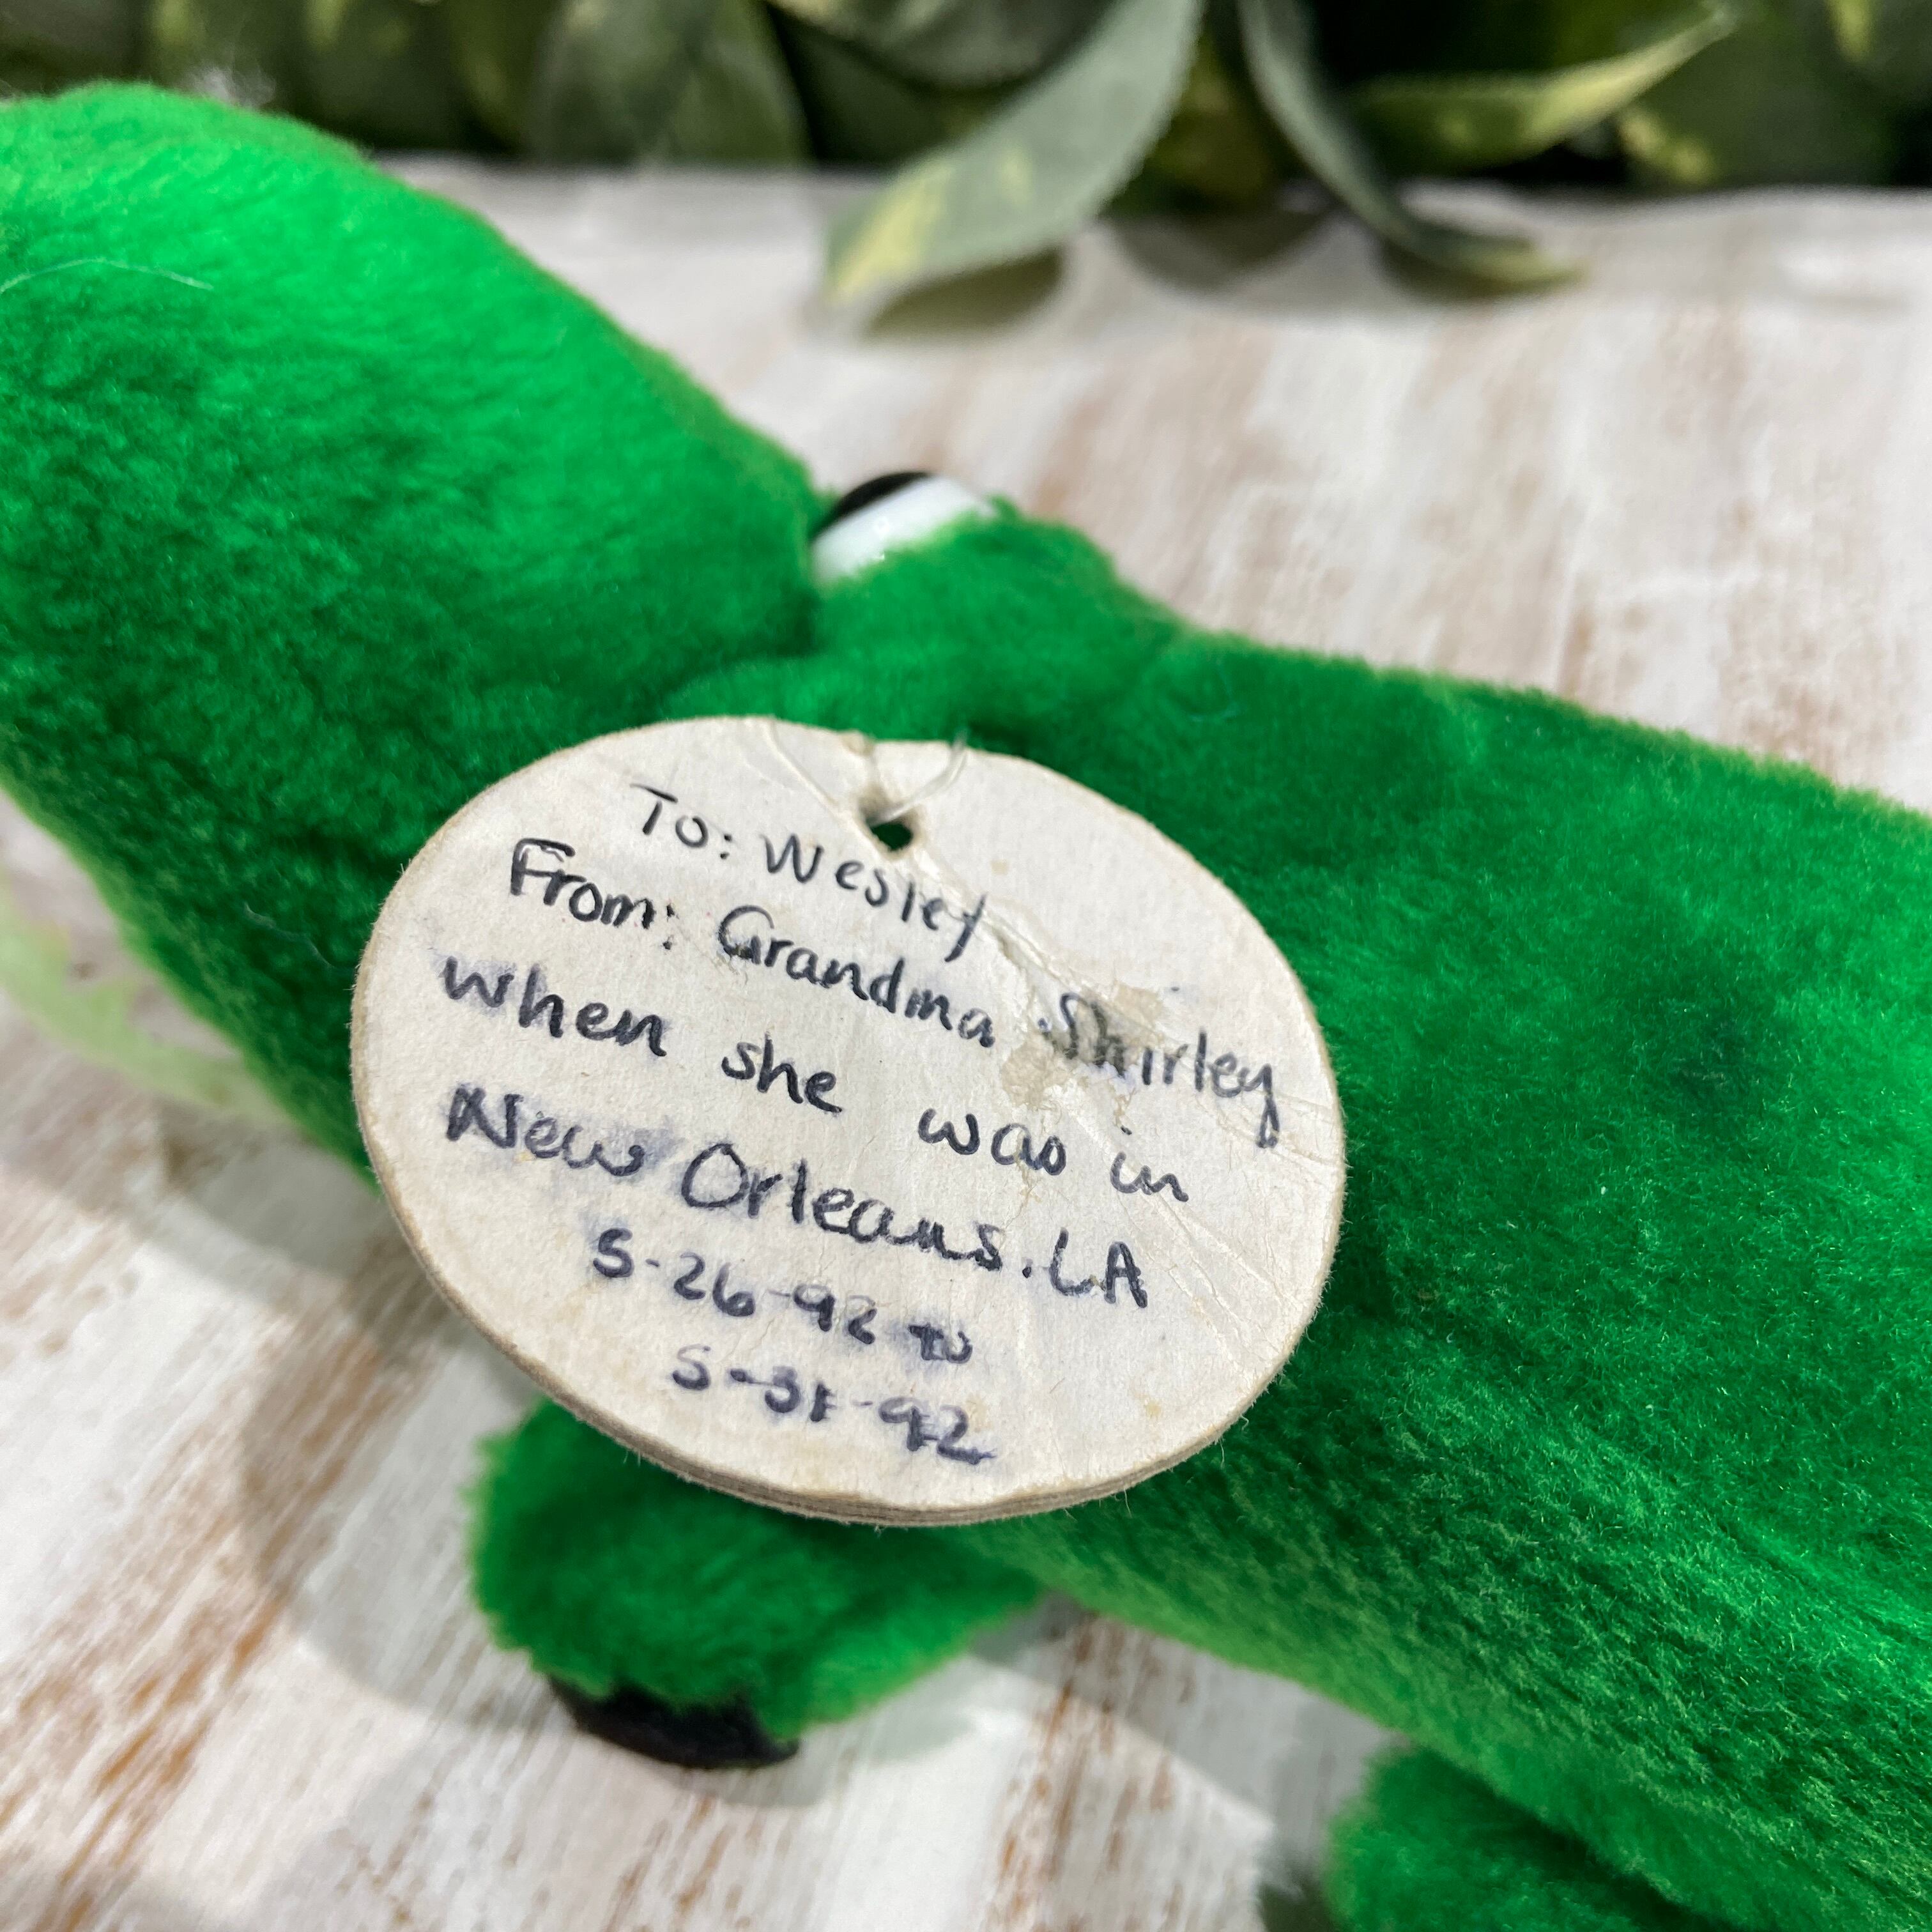 To: Wesley
From: Grandma Shirley
when she was in
New Orleans. LA
5-26-92 to
5-31-92